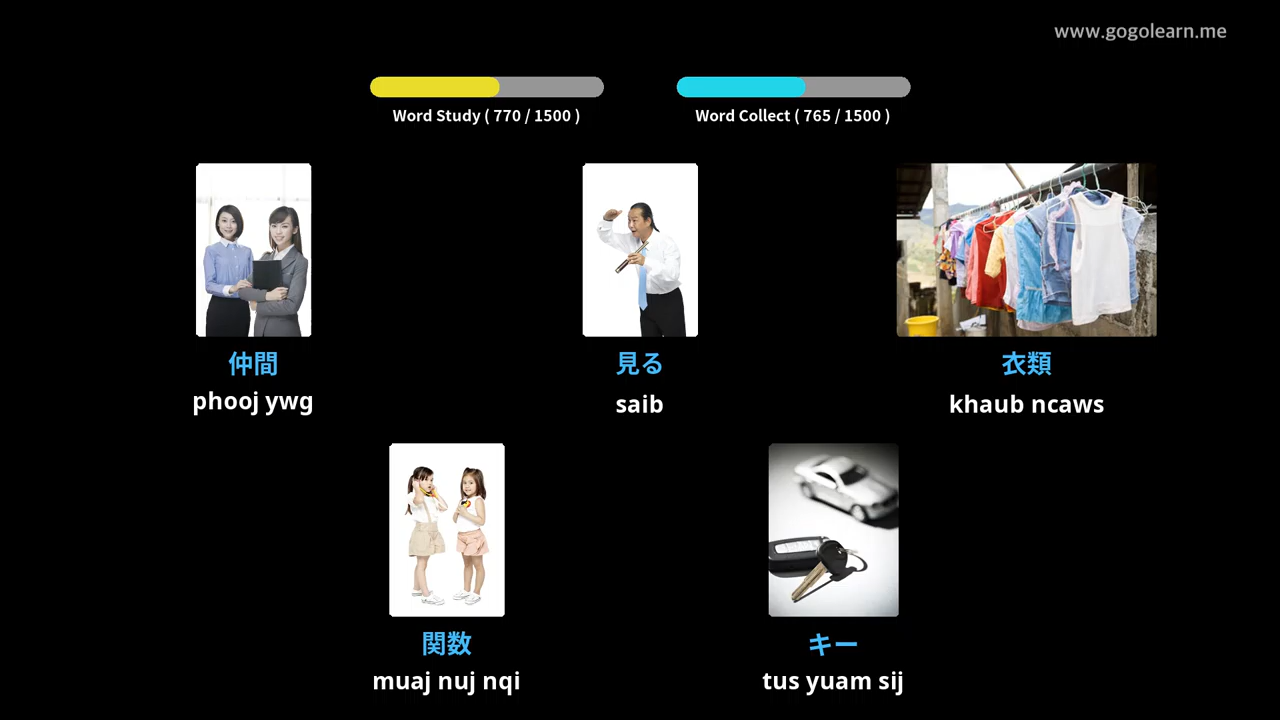 www.gogolearn.me
Word Study ( 770 / 1500 )
Word Collect ( 765 / 1500 )
仲間
phooj ywg
見る
saib
衣類
khaub ncaws
関数
muaj nuj nqi
キー
tus yuam sij